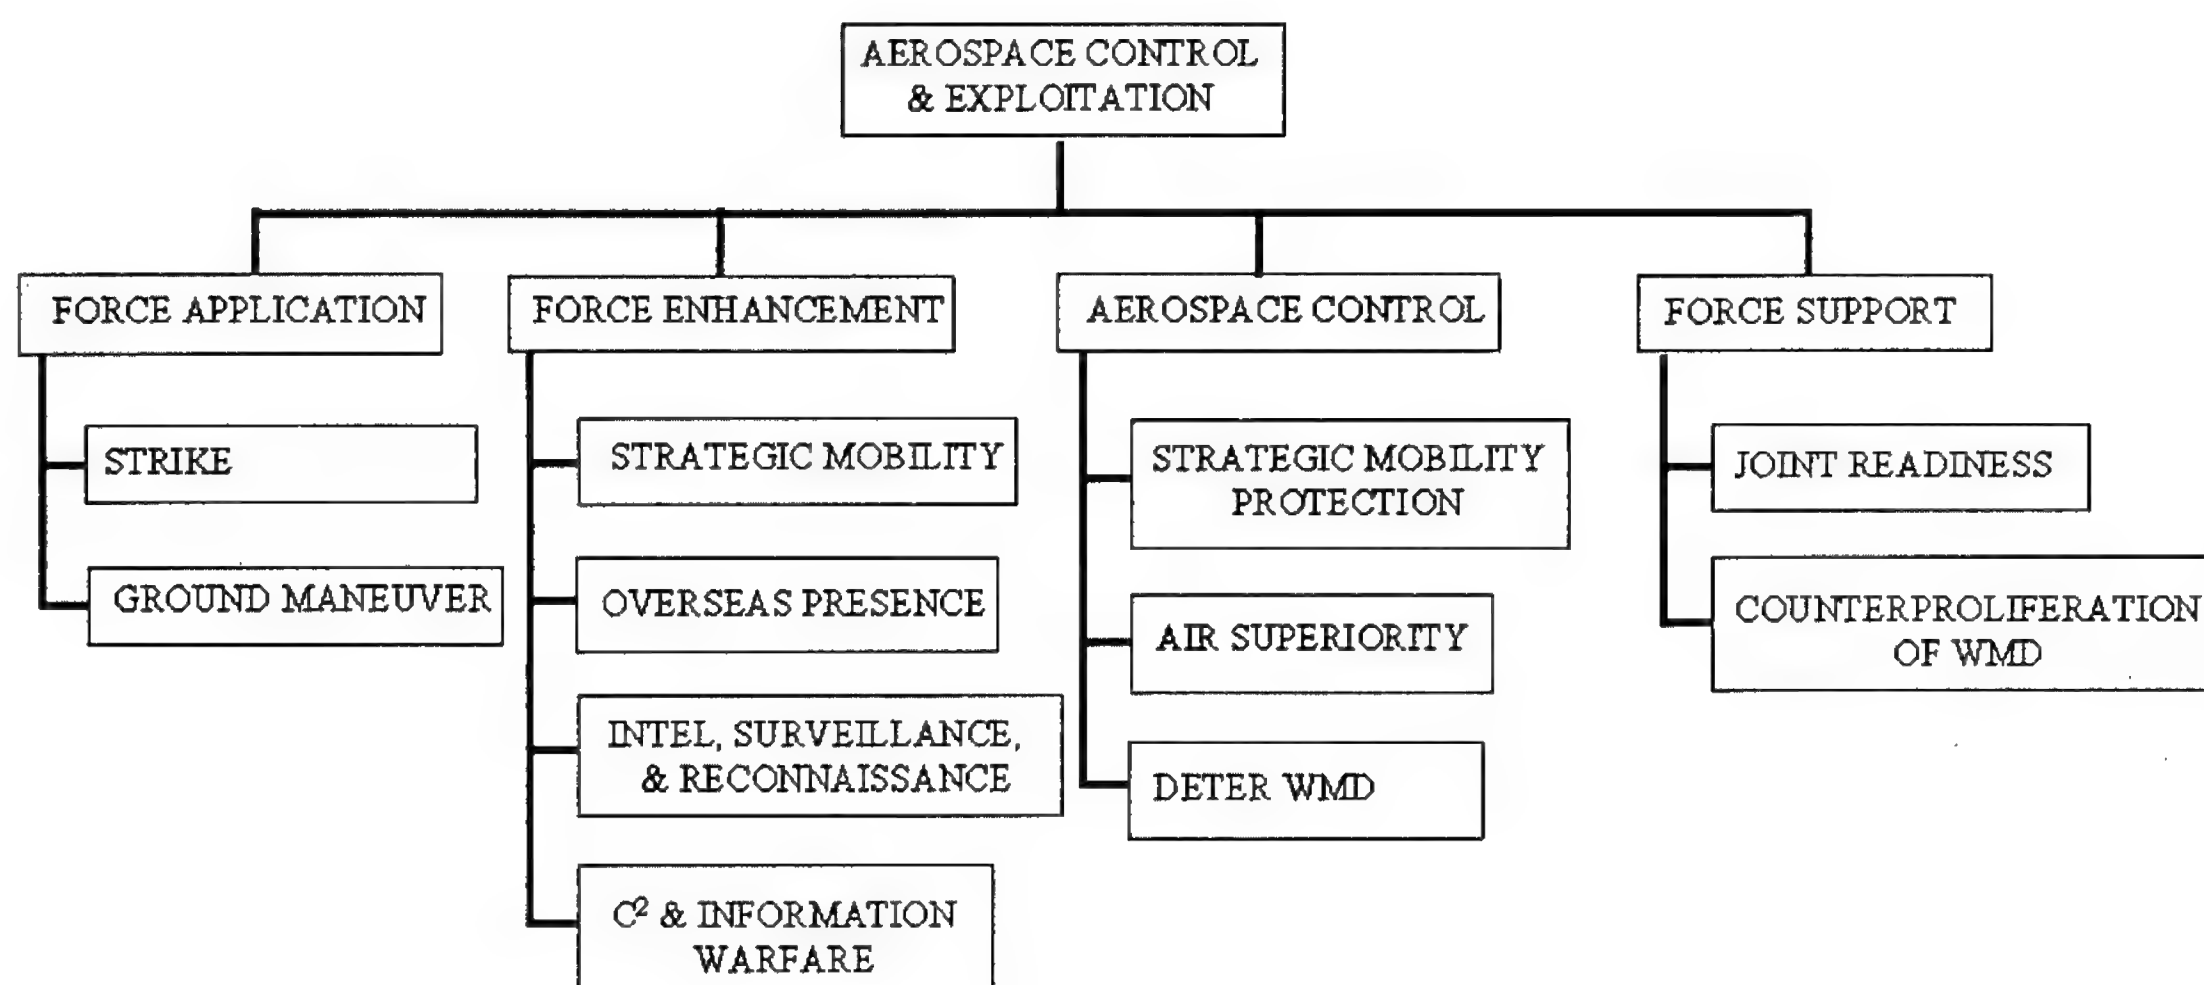 AEROSPACE CONTROL
& EXPLOITATION
FORCE APPLICATION
STRIKE
GROUND MANEUVER
FORCE ENHANCEMENT
STRATEGIC MOBILITY
OVERSEAS PRESENCE
INTEL, SURVEILLANCE,
& RECONNAISSANCE
C² & INFORMATION
WARFARE
AEROSPACE CONTROL
STRATEGIC MOBILITY
PROTECTION
AIR SUPERIORITY
DETER WMD
FORCE SUPPORT
JOINT READINESS
COUNTERPROLIFERATION
OF WMD